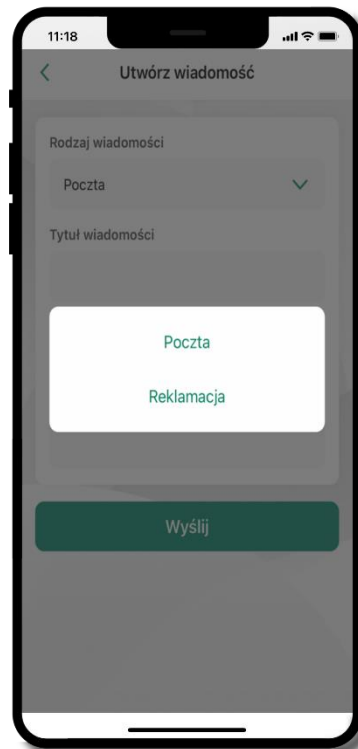 11:18
Utwórz wiadomość
Rodzaj wiadomości
Poczta
Tytuł wiadomości
Poczta
Reklamacja
Wyślij